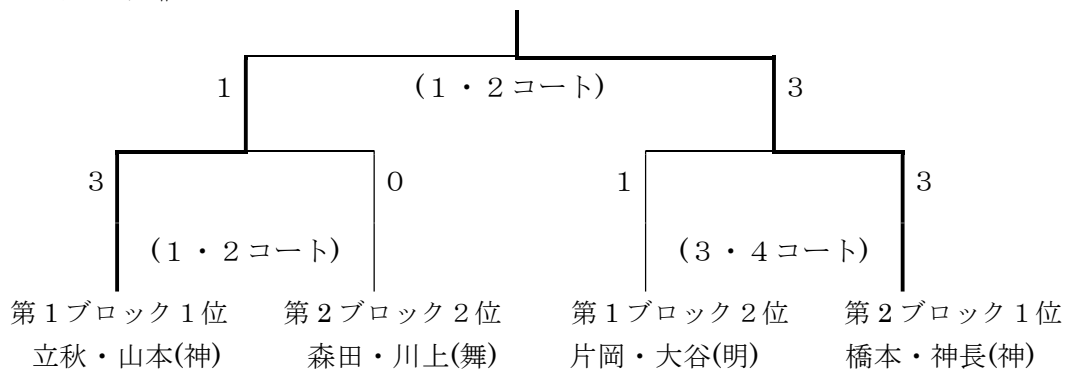 1 (1・2コート) 3
3 0 1 3
(1・2コート) (3・4コート)
第1ブロック1位 第2ブロック2位 第1ブロック2位 第2ブロック1位
立秋・山本(神) 森田・川上(舞) 片岡・大谷(明) 橋本・神長(神)